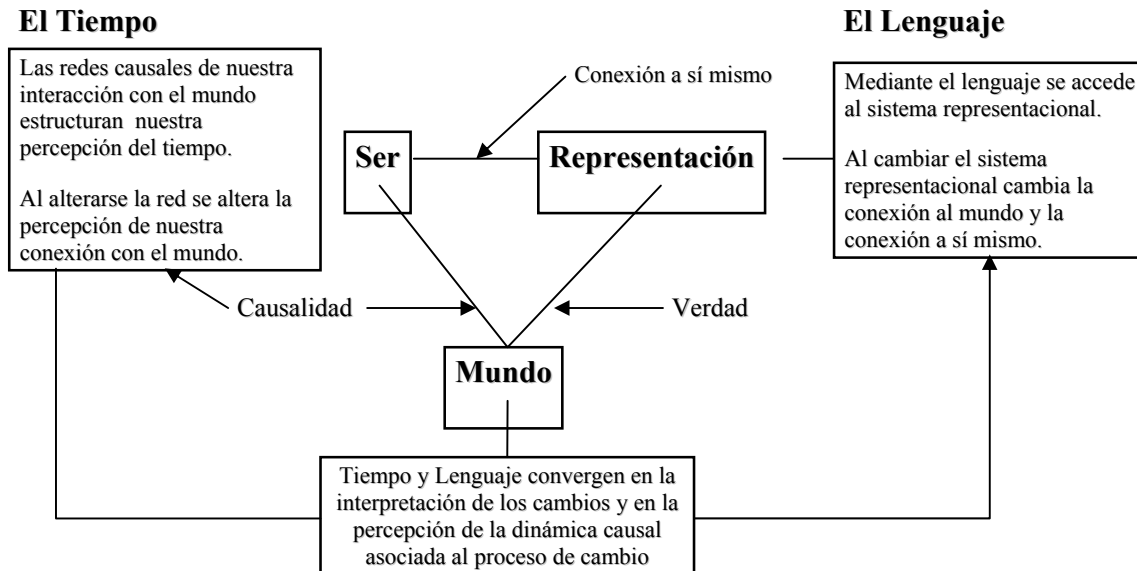 El Tiempo
El Lenguaje
Las redes causales de nuestra
interacción con el mundo
estructuran nuestra
percepción del tiempo.
Al alterarse la red se altera la
percepción de nuestra
conexión con el mundo.
Conexión a sí mismo
Ser
Representación
Mediante el lenguaje se accede
al sistema representacional.
Al cambiar el sistema
representacional cambia la
conexión al mundo y la
conexión a sí mismo.
Causalidad
Verdad
Mundo
Tiempo y Lenguaje convergen en la
interpretación de los cambios y en la
percepción de la dinámica causal
asociada al proceso de cambio